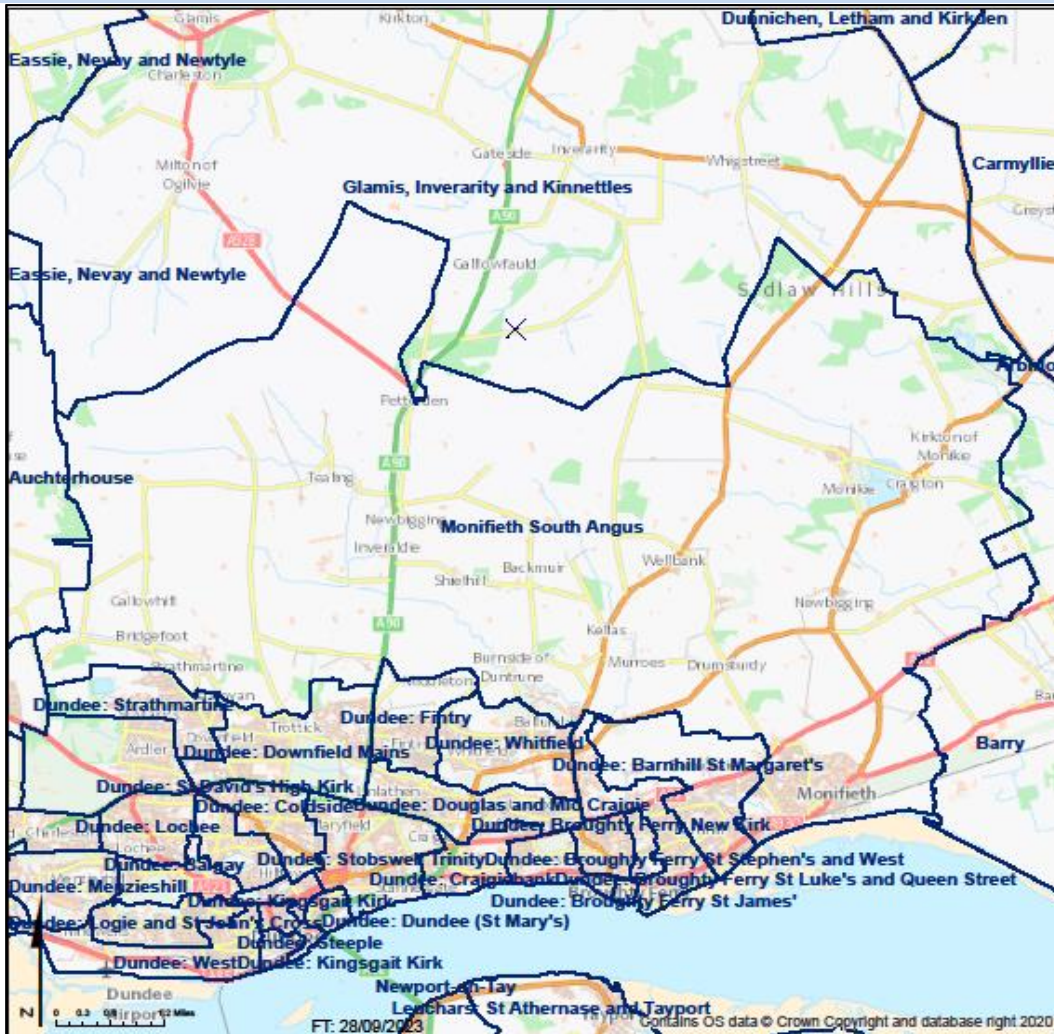 Glamis
Kirkton
Dunnichen, Letham and Kirkden
Eassie, Nevay and Newtyle
Charleston
Gateside
Inverarity
Whigstreet
Carmyllie
Milton of
Ogilvie
Glamis, Inverarity and Kinnettles
A90
A928
Gallowfauld
Eassie, Nevay and Newtyle
Sidlaw Hills
Petterden
Kirkton of
Monikie
Auchterhouse
A90
Tealing
Monikie
Craigton
Newbigging
Monifieth South Angus
Inveraldie
Backmuir
Wellbank
Shielhill
Gallowhill
Newbigging
A90
Bridgefoot
Kellas
Strathmartine
Burnside of
Duntrune
Murroes
Drumsturdy
Dundee: Strathmartine
Trottick
Dundee: Fintry
Dundee: Whitfield
Barry
Ardler
Dundee: Downfield Mains
Dundee: Barnhill St Margaret's
Dundee: St David's High Kirk
Monifieth
Dundee: Coldside
Dundee: Douglas and Mid Craigie
Dundee: Lochee
Dundee: Broughty Ferry New Kirk
Lochee
Dundee: Balgay
Dundee: Stobswell Trinity
Dundee: Broughty Ferry St Stephen's and West
Dundee: Menzieshill
Dundee: Craigiebank
Dundee: Broughty Ferry St Luke's and Queen Street
Dundee: Kingsgait Kirk
Dundee: Broughty Ferry St James'
Dundee: Logie and St John's Cross
Dundee: Dundee (St Mary's)
Dundee: Steeple
Dundee: West
Dundee: Kingsgait Kirk
Newport-on-Tay
Dundee
Airport
Leuchars: St Athernase and Tayport
Z
0 0.3 0.6 1.2 Miles
FT: 28/09/2023
Contains OS data © Crown Copyright and database right 2020